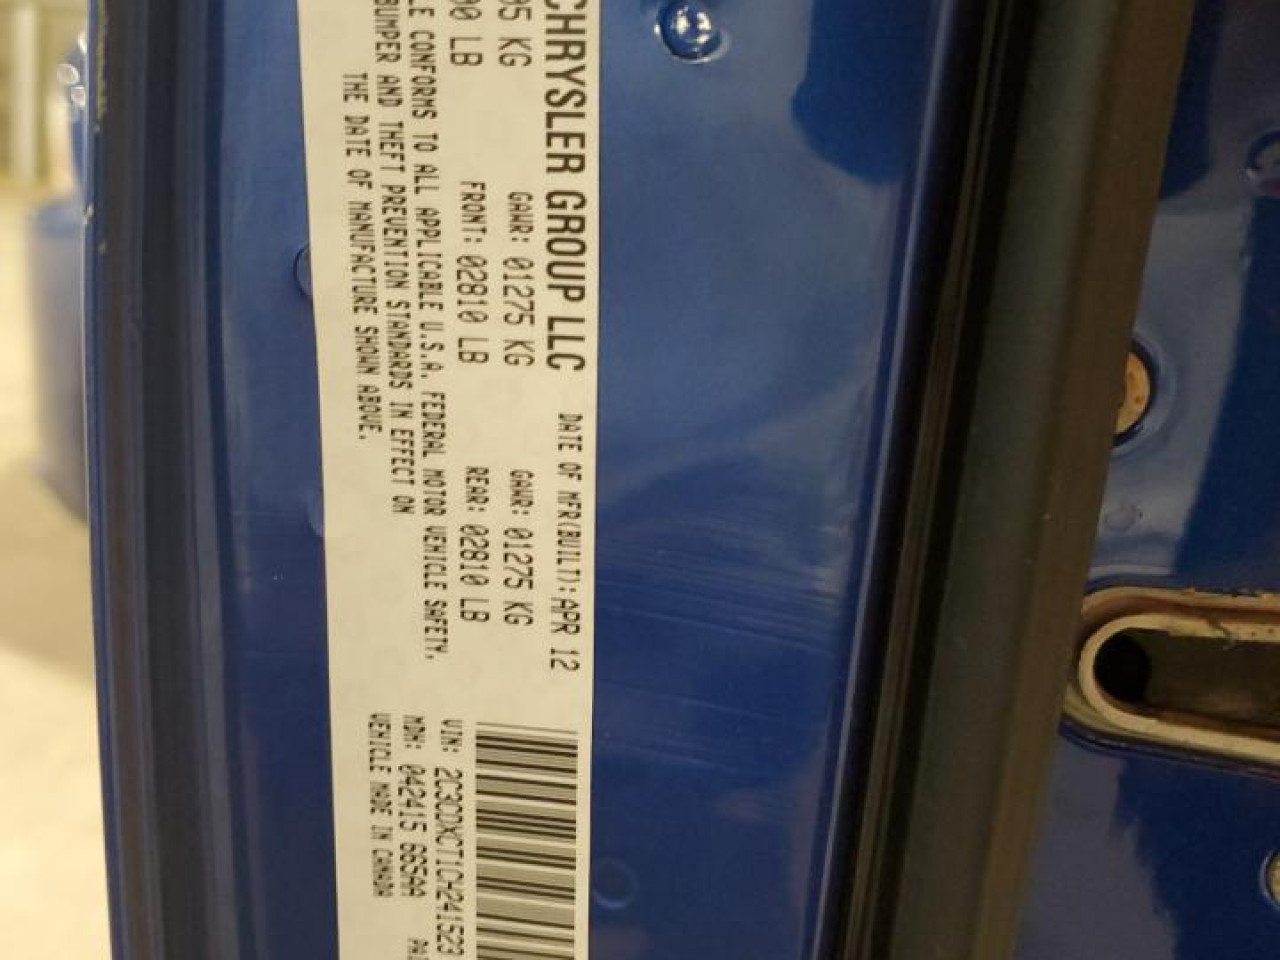 CHRYSLER GROUP LLC
DATE OF MFR(BUILT): APR 12
05 KG
GAWR: 01275 KG
GAWR: 01275 KG
00 LB
FRONT: 02810 LB
REAR: 02810 LB
LE CONFORMS TO ALL APPLICABLE U.S.A. FEDERAL MOTOR VEHICLE SAFETY,
BUMPER AND THEFT PREVENTION STANDARDS IN EFFECT ON
THE DATE OF MANUFACTURE SHOWN ABOVE.
VIN: 2C3CDXCT1CH241523
MDH: 042415 66SAA
VEHICLE MADE IN CANADA